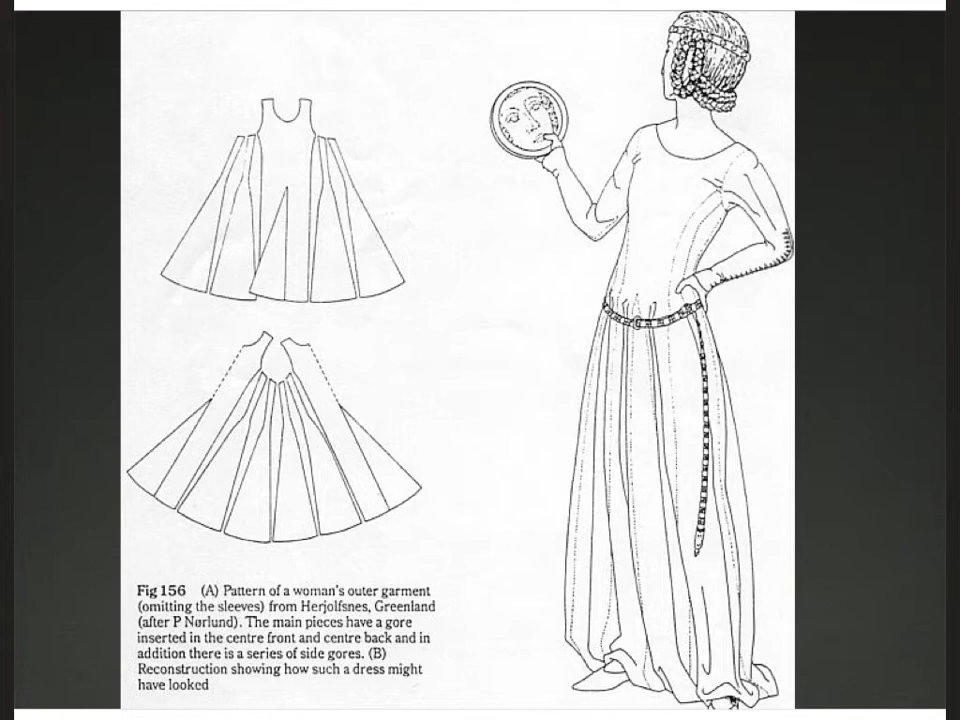 Fig 156 (A) Pattern of a woman's outer garment
(omitting the sleeves) from Herjolfsnes, Greenland
(after P Nørlund). The main pieces have a gore
inserted in the centre front and centre back and in
addition there is a series of side gores. (B)
Reconstruction showing how such a dress might
have looked